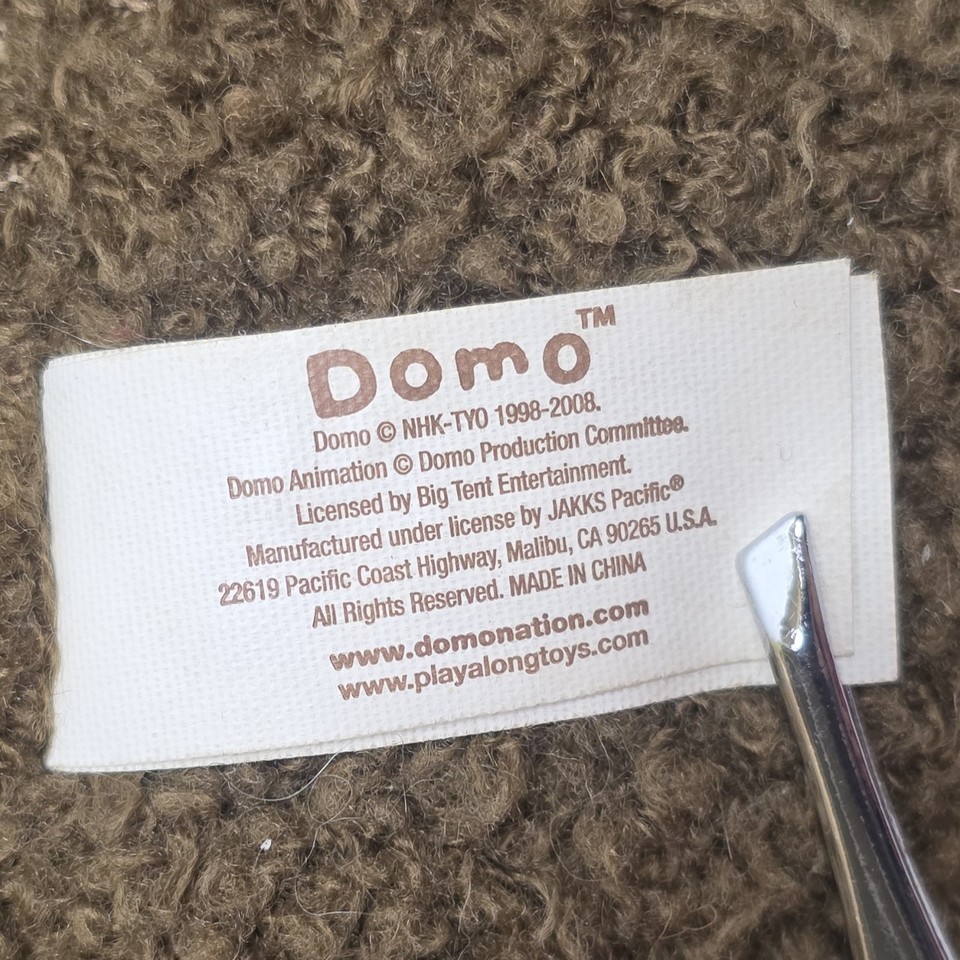 Domo™
Domo © NHK-TYO 1998-2008.
Domo Animation © Domo Production Committee.
Licensed by Big Tent Entertainment.
Manufactured under license by JAKKS Pacific®
22619 Pacific Coast Highway, Malibu, CA 90265 U.S.A.
All Rights Reserved. MADE IN CHINA
www.domonation.com
www.playalongtoys.com